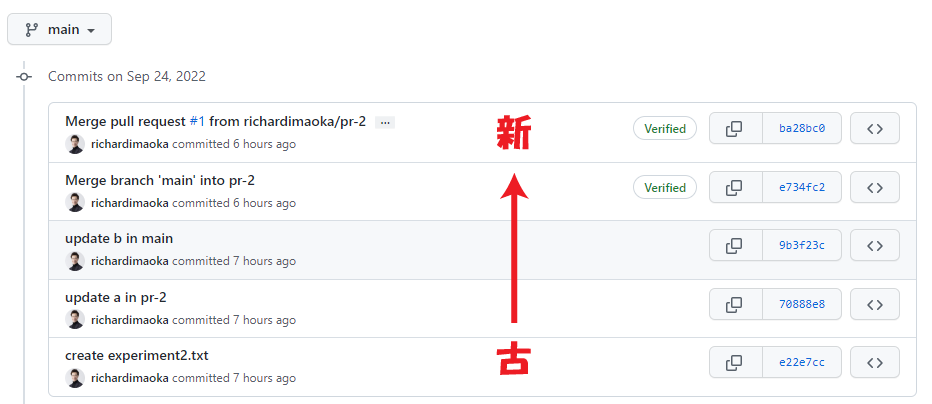 main
Commits on Sep 24, 2022
Merge pull request #1 from richardimaoka/pr-2 ...
richardimaoka committed 6 hours ago
新
Verified
ba28bc0
Merge branch 'main' into pr-2
richardimaoka committed 6 hours ago
Verified
e734fc2
update b in main
richardimaoka committed 7 hours ago
9b3f23c
update a in pr-2
richardimaoka committed 7 hours ago
70888e8
create experiment2.txt
richardimaoka committed 7 hours ago
古
e22e7cc